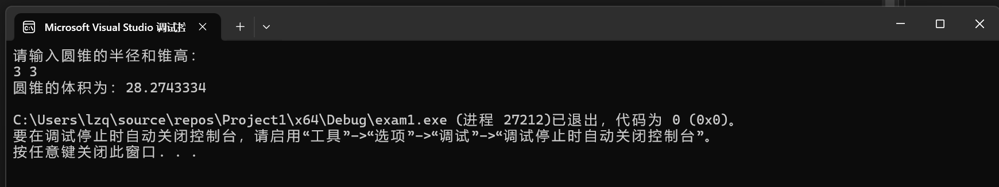 Microsoft Visual Studio 调试控
请输入圆锥的半径和锥高：
3 3
圆锥的体积为：28.2743334
C:\Users\lzq\source\repos\Project1\x64\Debug\exam1.exe (进程 27212)已退出，代码为 0 (0x0)。
要在调试停止时自动关闭控制台，请启用“工具”->“选项”->“调试”->“调试停止时自动关闭控制台”。
按任意键关闭此窗口. . .